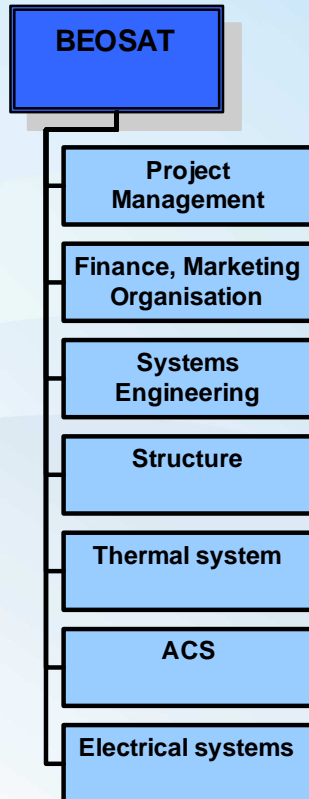 BEOSAT
Project
Management
Finance, Marketing
Organisation
Systems
Engineering
Structure
Thermal system
ACS
Electrical systems